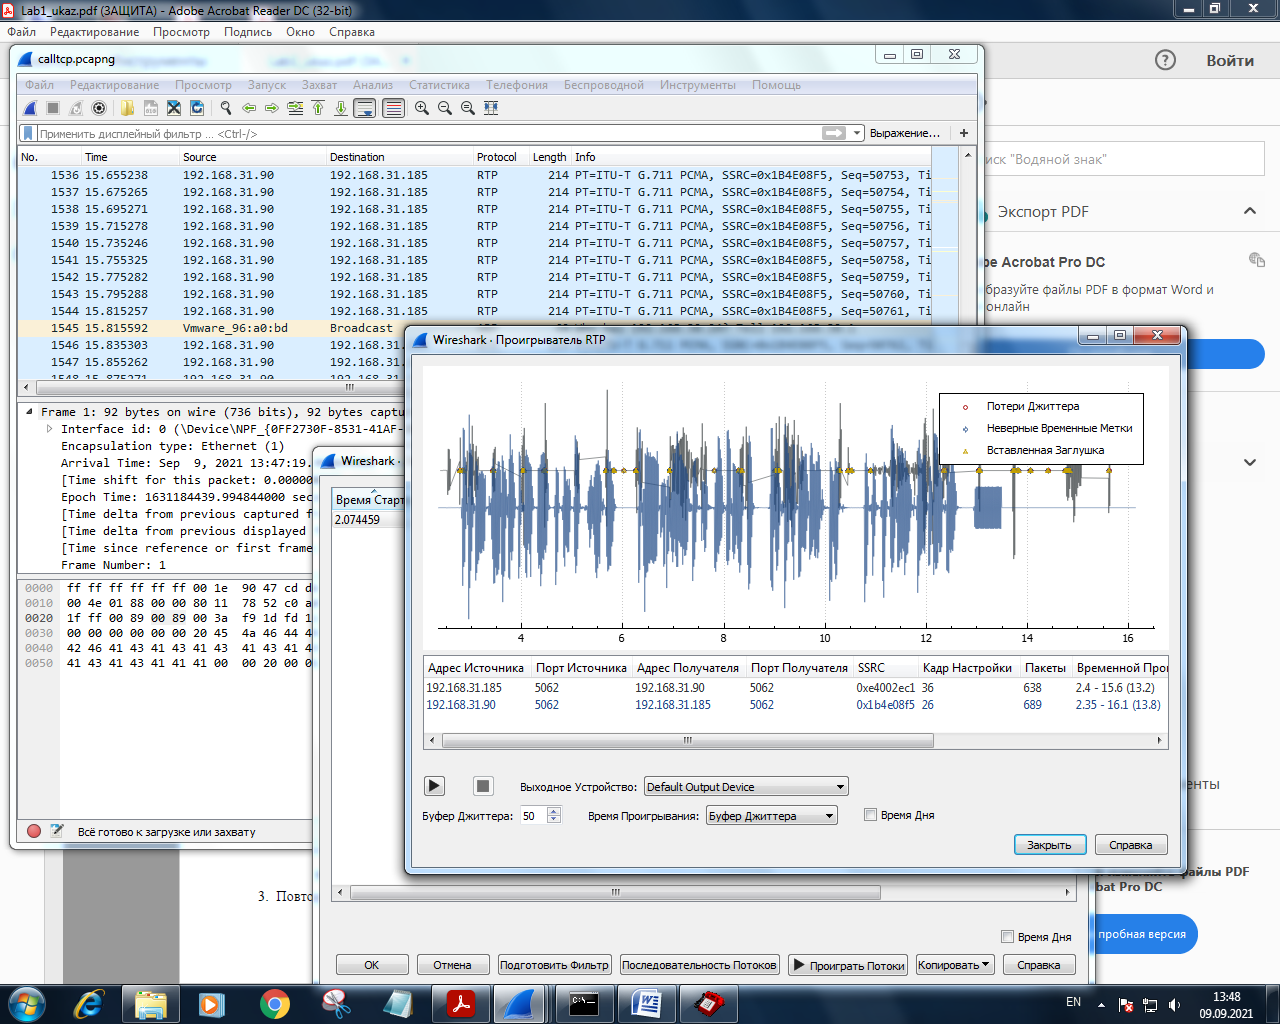 Lab1_ukaz.pdf (ЗАЩИТА) - Adobe Acrobat Reader DC (32-bit)
Файл Редактирование Просмотр Подпись Окно Справка
Войти
calltcp.pcapng
Файл Редактирование Просмотр Запуск Захват Анализ Статистика Телефония Беспроводной Инструменты Помощь
Применить дисплейный фильтр ... <Ctrl-/> Выражение... +
No. Time Source Destination Protocol Length Info
1536 15.655238 192.168.31.90 192.168.31.185 RTP 214 PT=ITU-T G.711 PCMA, SSRC=0x1B4E08F5, Seq=50753, Ti
1537 15.675265 192.168.31.90 192.168.31.185 RTP 214 PT=ITU-T G.711 PCMA, SSRC=0x1B4E08F5, Seq=50754, Ti
1538 15.695271 192.168.31.90 192.168.31.185 RTP 214 PT=ITU-T G.711 PCMA, SSRC=0x1B4E08F5, Seq=50755, Ti
1539 15.715278 192.168.31.90 192.168.31.185 RTP 214 PT=ITU-T G.711 PCMA, SSRC=0x1B4E08F5, Seq=50756, Ti
1540 15.735246 192.168.31.90 192.168.31.185 RTP 214 PT=ITU-T G.711 PCMA, SSRC=0x1B4E08F5, Seq=50757, Ti
1541 15.755325 192.168.31.90 192.168.31.185 RTP 214 PT=ITU-T G.711 PCMA, SSRC=0x1B4E08F5, Seq=50758, Ti
1542 15.775282 192.168.31.90 192.168.31.185 RTP 214 PT=ITU-T G.711 PCMA, SSRC=0x1B4E08F5, Seq=50759, Ti
1543 15.795288 192.168.31.90 192.168.31.185 RTP 214 PT=ITU-T G.711 PCMA, SSRC=0x1B4E08F5, Seq=50760, Ti
1544 15.815257 192.168.31.90 192.168.31.185 RTP 214 PT=ITU-T G.711 PCMA, SSRC=0x1B4E08F5, Seq=50761, Ti
1545 15.815592 Vmware_96:a0:bd Broadcast
1546 15.835303 192.168.31.90
1547 15.855262 192.168.31.90
1548 15.875271 192.168.31.90
Frame 1: 92 bytes on wire (736 bits), 92 bytes captu
Interface id: 0 (\Device\NPF_{0FF2730F-8531-41AF-
Encapsulation type: Ethernet (1)
Arrival Time: Sep 9, 2021 13:47:19.
[Time shift for this packet: 0.00000
Epoch Time: 1631184439.994844000 sec
[Time delta from previous captured f
[Time delta from previous displayed
[Time since reference or first frame
Frame Number: 1
0000 ff ff ff ff ff ff 00 1e 90 47 cd d
0010 00 4e 01 88 00 00 80 11 78 52 c0 a
0020 1f ff 00 89 00 89 00 3a f9 1d fd 1
0030 00 00 00 00 00 00 20 45 4a 46 44 4
0040 42 46 41 43 41 43 41 43 41 43 41 4
0050 41 43 41 43 41 41 41 00 00 20 00 0
Всё готово к загрузке или захвату
иск "Водяной знак"
Экспорт PDF
be Acrobat Pro DC
образуйте файлы PDF в формат Word и
онлайн
енты
файлы PDF
bat Pro DC
пробная версия
3. Повто
Wireshark ·
Время Старт
2.074459
Время Дня
OK Отмена Подготовить Фильтр Последовательность Потоков Проиграть Потоки Копировать Справка
Wireshark · Проигрыватель RTP
Потери Джиттера
Неверные Временные Метки
Вставленная Заглушка
4 6 8 10 12 14 16
Адрес Источника Порт Источника Адрес Получателя Порт Получателя SSRC Кадр Настройки Пакеты Временной Про
192.168.31.185 5062 192.168.31.90 5062 0xe4002ec1 36 638 2.4 - 15.6 (13.2)
192.168.31.90 5062 192.168.31.185 5062 0x1b4e08f5 26 689 2.35 - 16.1 (13.8)
Выходное Устройство: Default Output Device
Буфер Джиттера: 50 Время Проигрывания: Буфер Джиттера Время Дня
Закрыть Справка
EN 13:48
09.09.2021